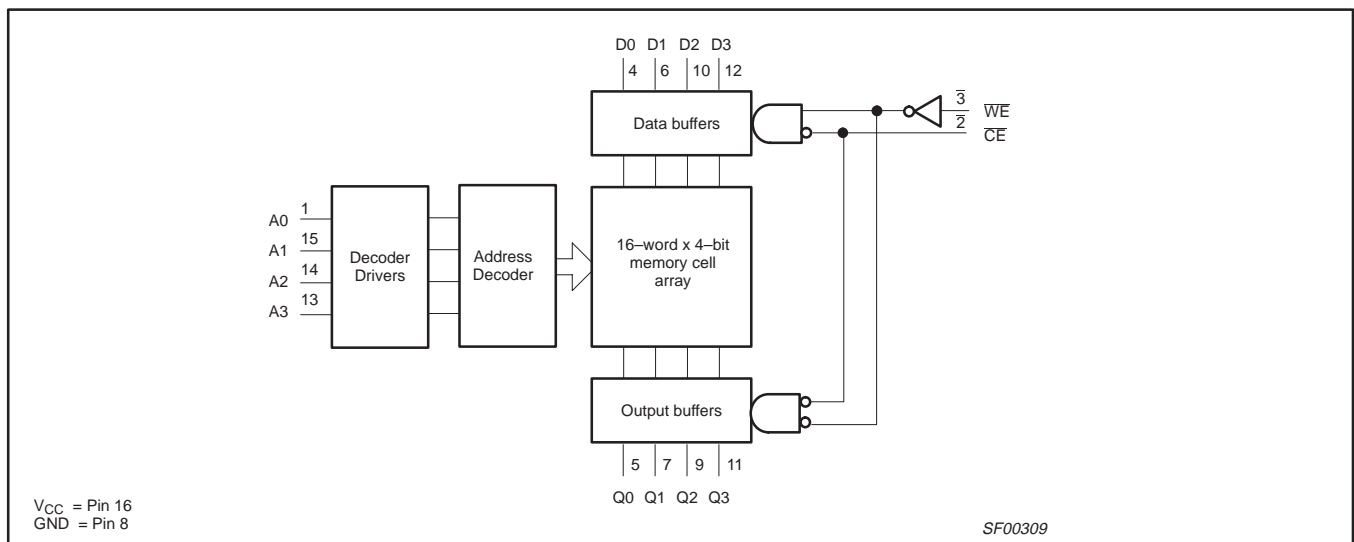 D0 D1 D2 D3
4 6 10 12
Data buffers
3̅ W̅E̅
2̅ C̅E̅
A0 1
A1 15
A2 14
A3 13
Decoder
Drivers
Address
Decoder
16–word x 4–bit
memory cell
array
Output buffers
5 7 9 11
Q0 Q1 Q2 Q3
VCC = Pin 16
GND = Pin 8
SF00309